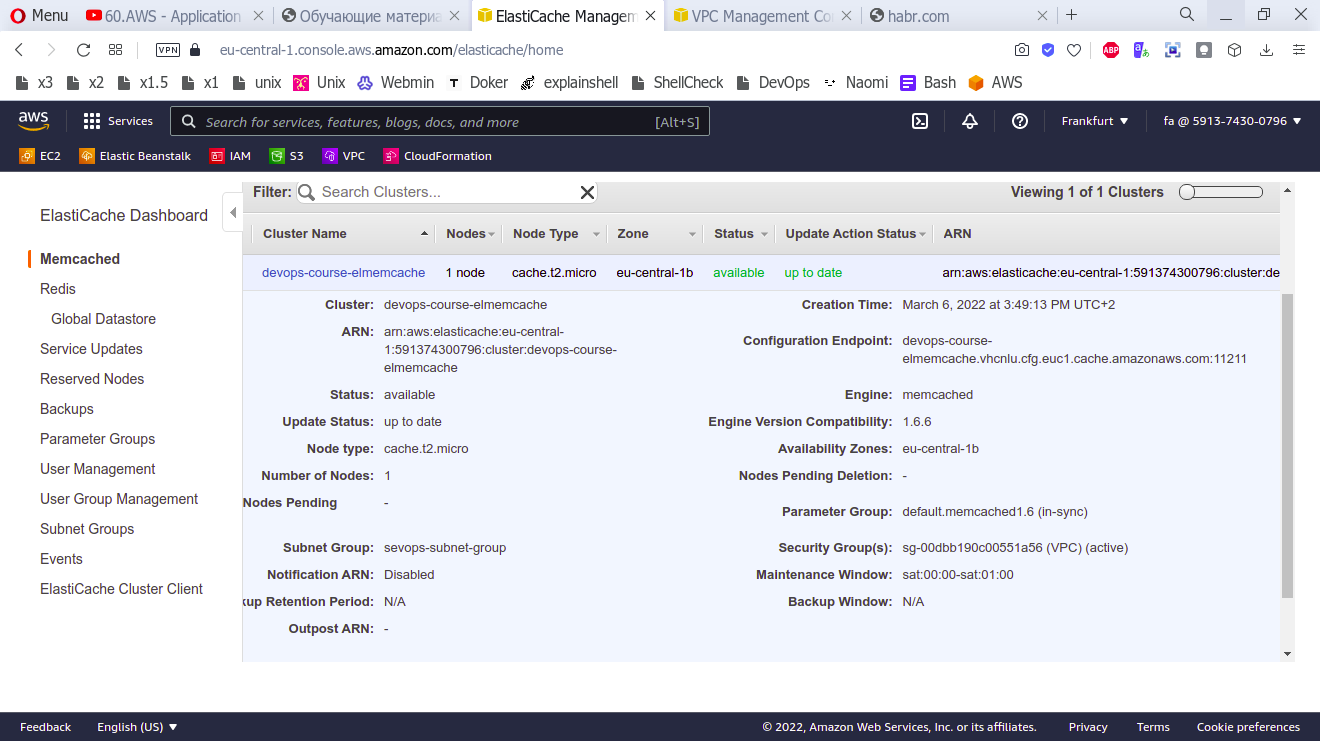 Menu 60.AWS - Application Обучающие материа ElastiCache Managem VPC Management Co habr.com
VPN eu-central-1.console.aws.amazon.com/elasticache/home ABP
x3 x2 x1.5 x1 unix Unix Webmin T Doker explainshell ShellCheck DevOps Naomi Bash AWS
aws Services Search for services, features, blogs, docs, and more [Alt+S] Frankfurt fa @ 5913-7430-0796
EC2 Elastic Beanstalk IAM S3 VPC CloudFormation
ElastiCache Dashboard
Memcached
Redis
Global Datastore
Service Updates
Reserved Nodes
Backups
Parameter Groups
User Management
User Group Management
Subnet Groups
Events
ElastiCache Cluster Client
Filter: Search Clusters... Viewing 1 of 1 Clusters
Cluster Name Nodes Node Type Zone Status Update Action Status ARN
devops-course-elmemcache 1 node cache.t2.micro eu-central-1b available up to date arn:aws:elasticache:eu-central-1:591374300796:cluster:de
Cluster: devops-course-elmemcache
ARN: arn:aws:elasticache:eu-central-
1:591374300796:cluster:devops-course-
elmemcache
Status: available
Update Status: up to date
Node type: cache.t2.micro
Number of Nodes: 1
Nodes Pending -
Subnet Group: sevops-subnet-group
Notification ARN: Disabled
kup Retention Period: N/A
Outpost ARN: -
Creation Time: March 6, 2022 at 3:49:13 PM UTC+2
Configuration Endpoint: devops-course-
elmemcache.vhcnlu.cfg.euc1.cache.amazonaws.com:11211
Engine: memcached
Engine Version Compatibility: 1.6.6
Availability Zones: eu-central-1b
Nodes Pending Deletion: -
Parameter Group: default.memcached1.6 (in-sync)
Security Group(s): sg-00dbb190c00551a56 (VPC) (active)
Maintenance Window: sat:00:00-sat:01:00
Backup Window: N/A
Feedback English (US) © 2022, Amazon Web Services, Inc. or its affiliates. Privacy Terms Cookie preferences